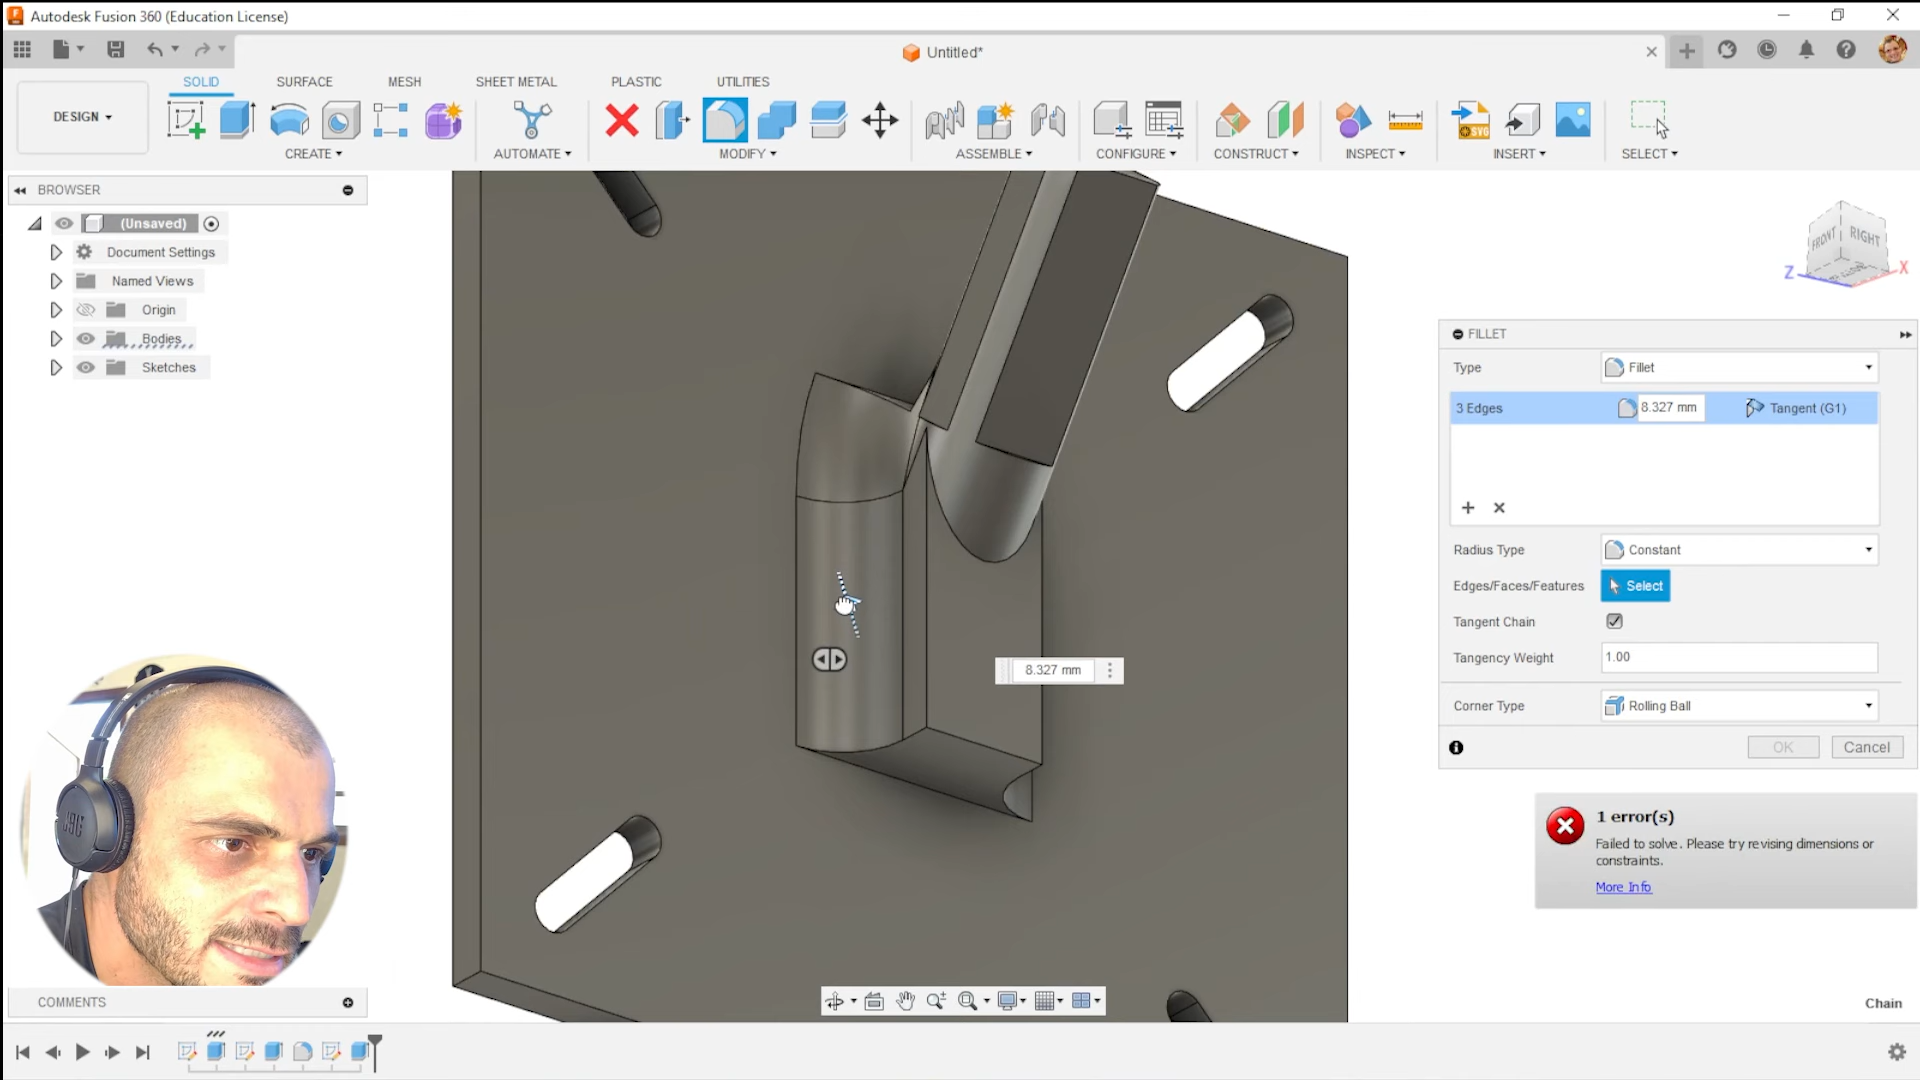 Autodesk Fusion 360 (Education License)
Untitled*
DESIGN
SOLID
SURFACE
MESH
SHEET METAL
PLASTIC
UTILITIES
CREATE
AUTOMATE
MODIFY
ASSEMBLE
CONFIGURE
CONSTRUCT
INSPECT
INSERT
SELECT
SVG
BROWSER
(Unsaved)
Document Settings
Named Views
Origin
Bodies
Sketches
FRONT
RIGHT
Z
X
FILLET
Type
Fillet
3 Edges
8.327 mm
Tangent (G1)
Radius Type
Constant
Edges/Faces/Features
Select
Tangent Chain
Tangency Weight
1.00
Corner Type
Rolling Ball
OK
Cancel
8.327 mm
1 error(s)
Failed to solve. Please try revising dimensions or
constraints.
More Info
JBL
COMMENTS
Chain